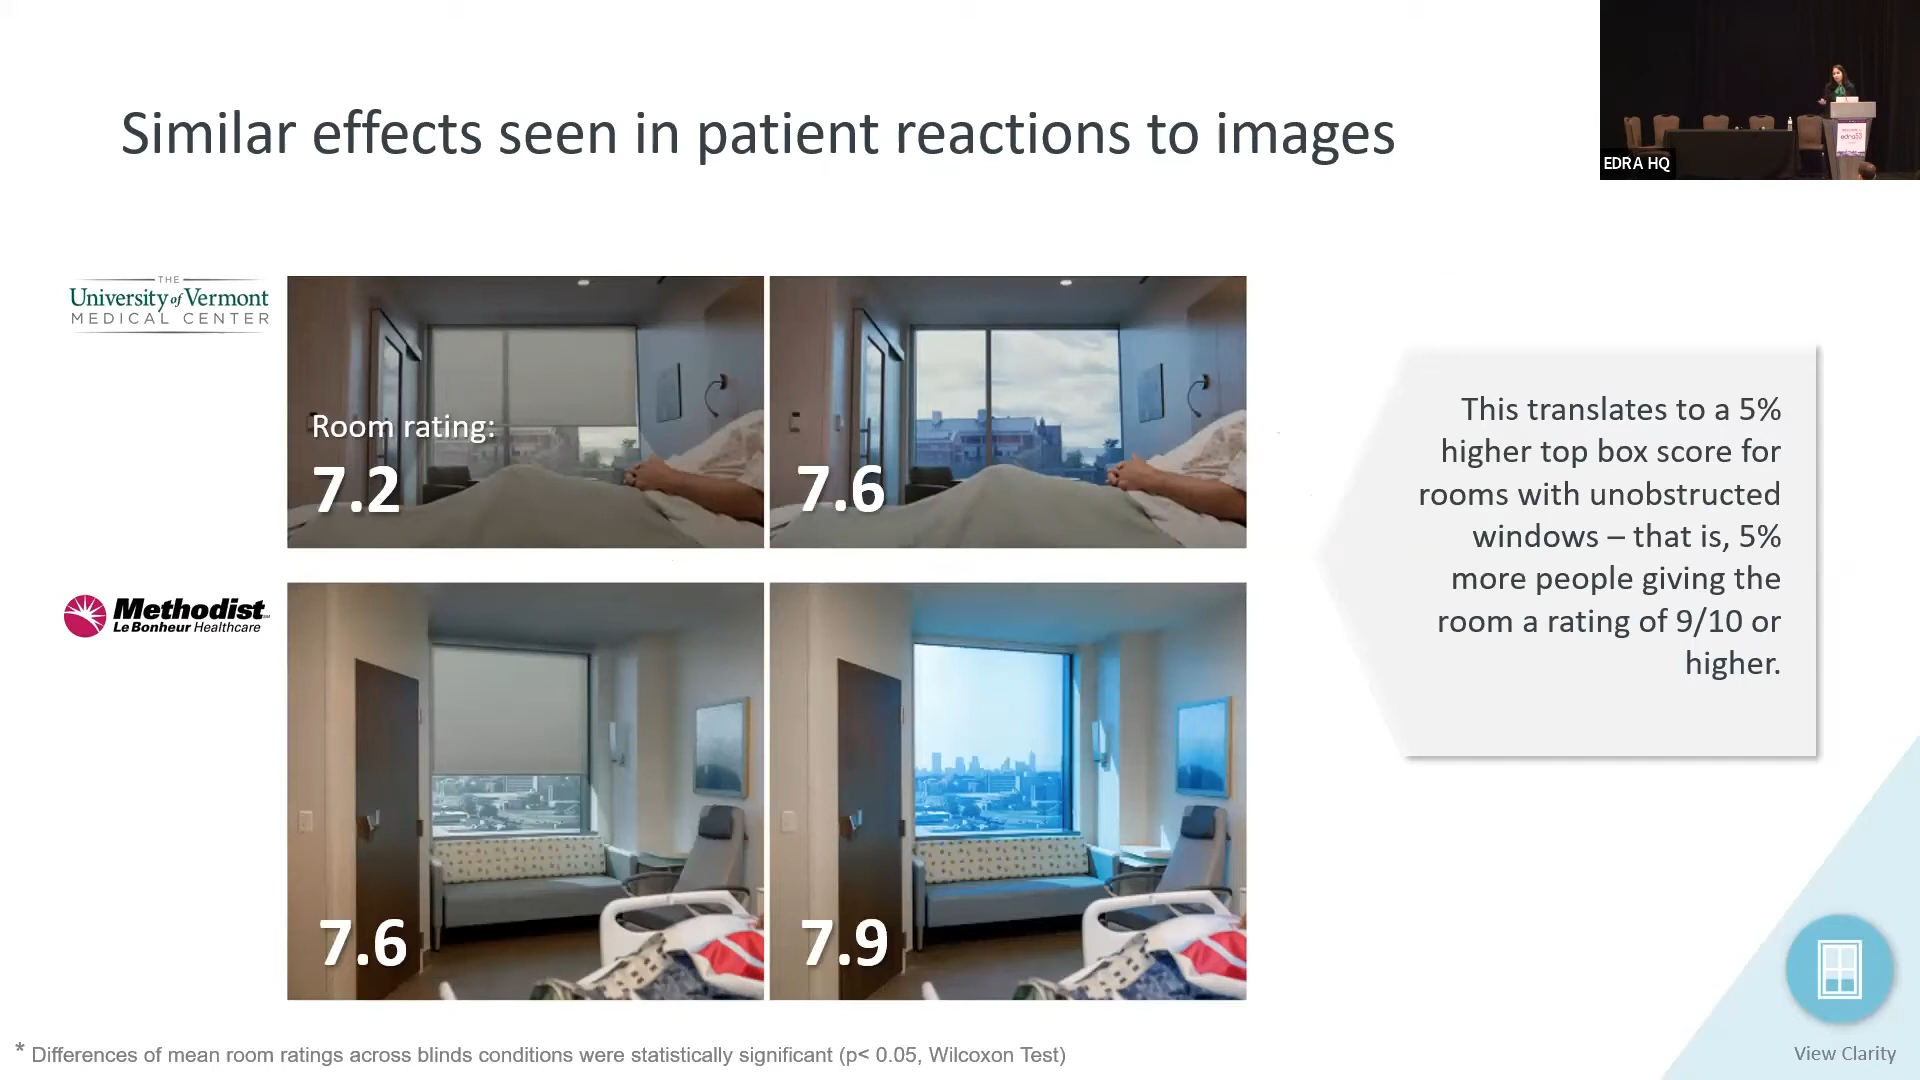 Similar effects seen in patient reactions to images
EDRA HQ
THE
University of Vermont
MEDICAL CENTER
Room rating:
7.2
7.6
Methodist
Le Bonheur Healthcare
7.6
7.9
This translates to a 5%
higher top box score for
rooms with unobstructed
windows – that is, 5%
more people giving the
room a rating of 9/10 or
higher.
* Differences of mean room ratings across blinds conditions were statistically significant (p< 0.05, Wilcoxon Test)
View Clarity